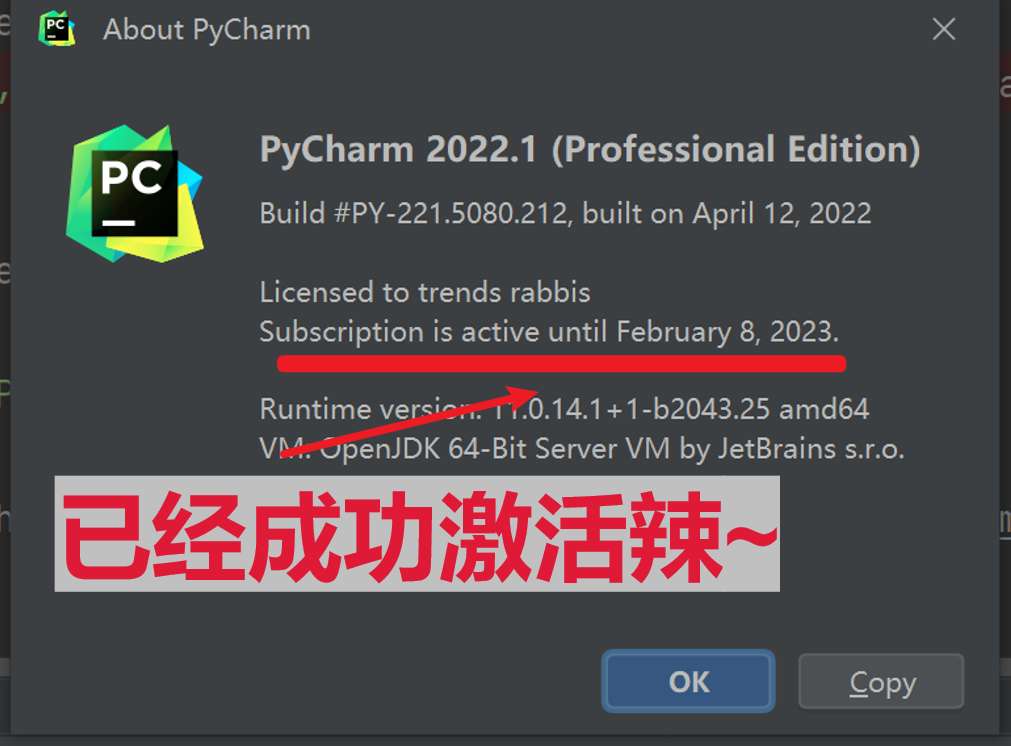 PC
About PyCharm
PC
PyCharm 2022.1 (Professional Edition)
Build #PY-221.5080.212, built on April 12, 2022
Licensed to trends rabbis
Subscription is active until February 8, 2023.
Runtime version: 11.0.14.1+1-b2043.25 amd64
VM: OpenJDK 64-Bit Server VM by JetBrains s.r.o.
已经成功激活辣~
OK
Copy